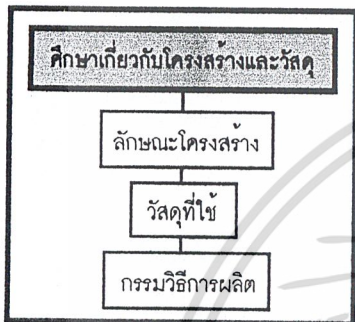 ศึกษาเกี่ยวกับโครงสร้างและวัสดุ
ลักษณะโครงสร้าง
วัสดุที่ใช้
กรรมวิธีการผลิต